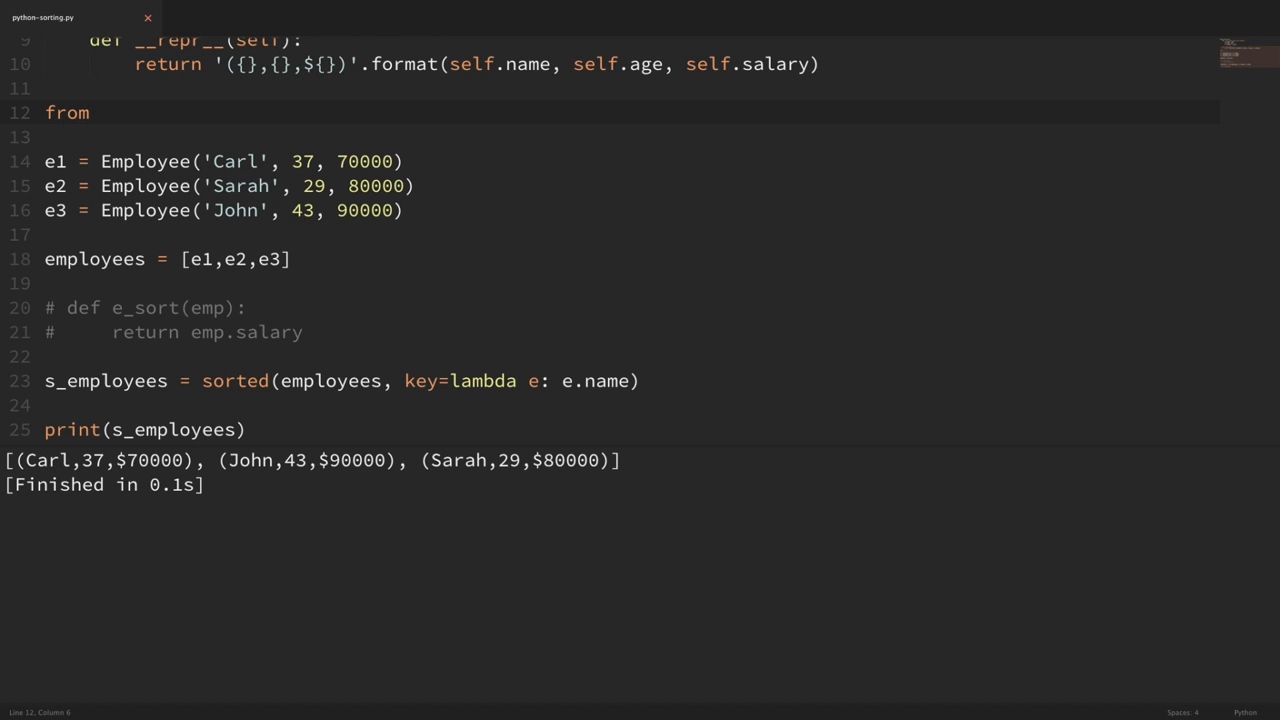 python-sorting.py ×
9     def __repr__(self):
10         return '({},{},${})'.format(self.name, self.age, self.salary)
11
12 from
13
14 e1 = Employee('Carl', 37, 70000)
15 e2 = Employee('Sarah', 29, 80000)
16 e3 = Employee('John', 43, 90000)
17
18 employees = [e1,e2,e3]
19
20 # def e_sort(emp):
21 #     return emp.salary
22
23 s_employees = sorted(employees, key=lambda e: e.name)
24
25 print(s_employees)
[(Carl,37,$70000), (John,43,$90000), (Sarah,29,$80000)]
[Finished in 0.1s]
Line 12, Column 6 Spaces: 4 Python